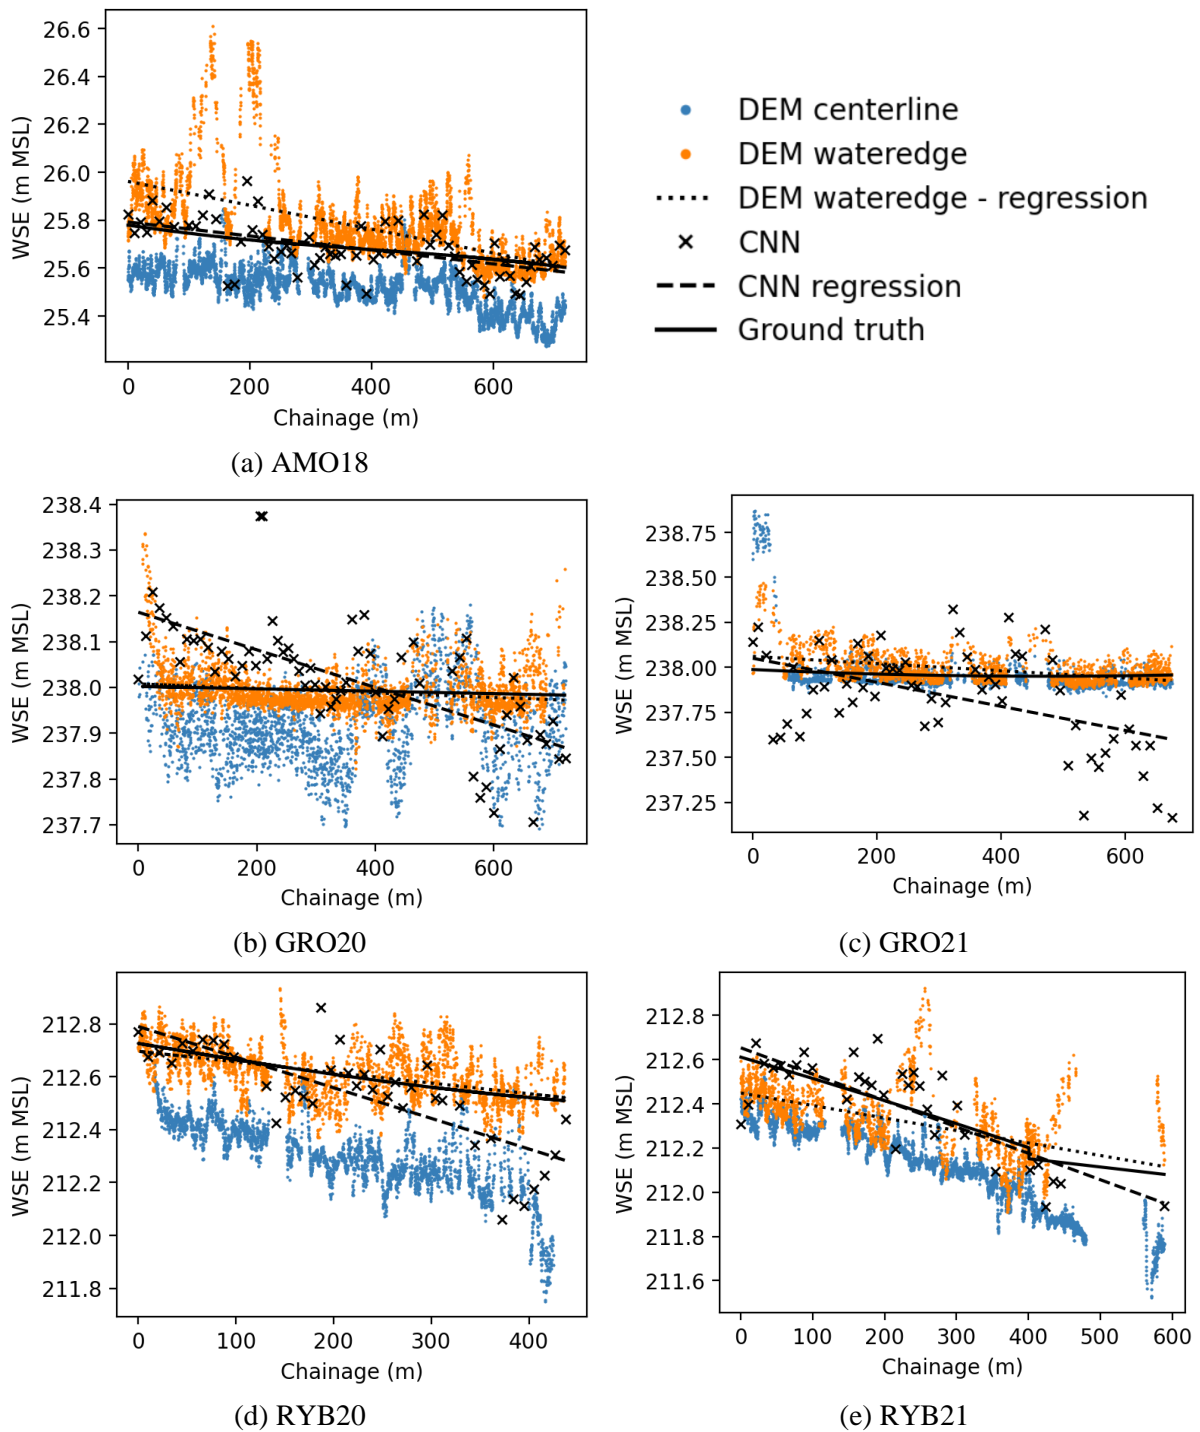 26.6
26.4
26.2
26.0
25.8
25.6
25.4
WSE (m MSL)
0 200 400 600
Chainage (m)
(a) AMO18
DEM centerline
DEM wateredge
DEM wateredge - regression
CNN
CNN regression
Ground truth
238.4
238.3
238.2
238.1
238.0
237.9
237.8
237.7
WSE (m MSL)
0 200 400 600
Chainage (m)
(b) GRO20
238.75
238.50
238.25
238.00
237.75
237.50
237.25
WSE (m MSL)
0 200 400 600
Chainage (m)
(c) GRO21
212.8
212.6
212.4
212.2
212.0
211.8
WSE (m MSL)
0 100 200 300 400
Chainage (m)
(d) RYB20
212.8
212.6
212.4
212.2
212.0
211.8
211.6
WSE (m MSL)
0 100 200 300 400 500 600
Chainage (m)
(e) RYB21